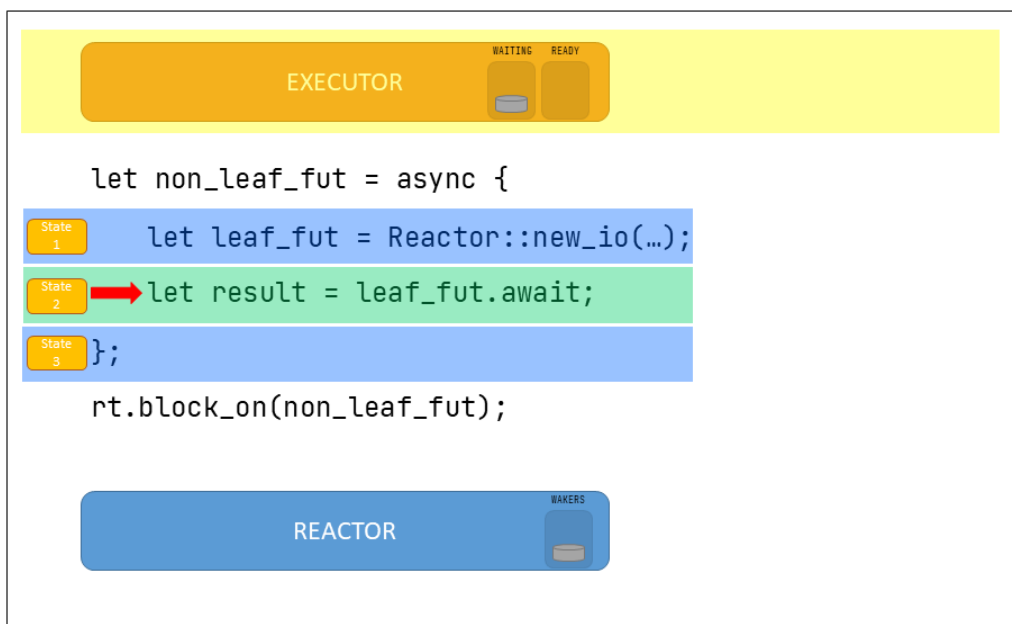 WAITING READY
EXECUTOR
let non_leaf_fut = async {
State
1
let leaf_fut = Reactor::new_io(…);
State
2
let result = leaf_fut.await;
State
3
};
rt.block_on(non_leaf_fut);
WAKERS
REACTOR